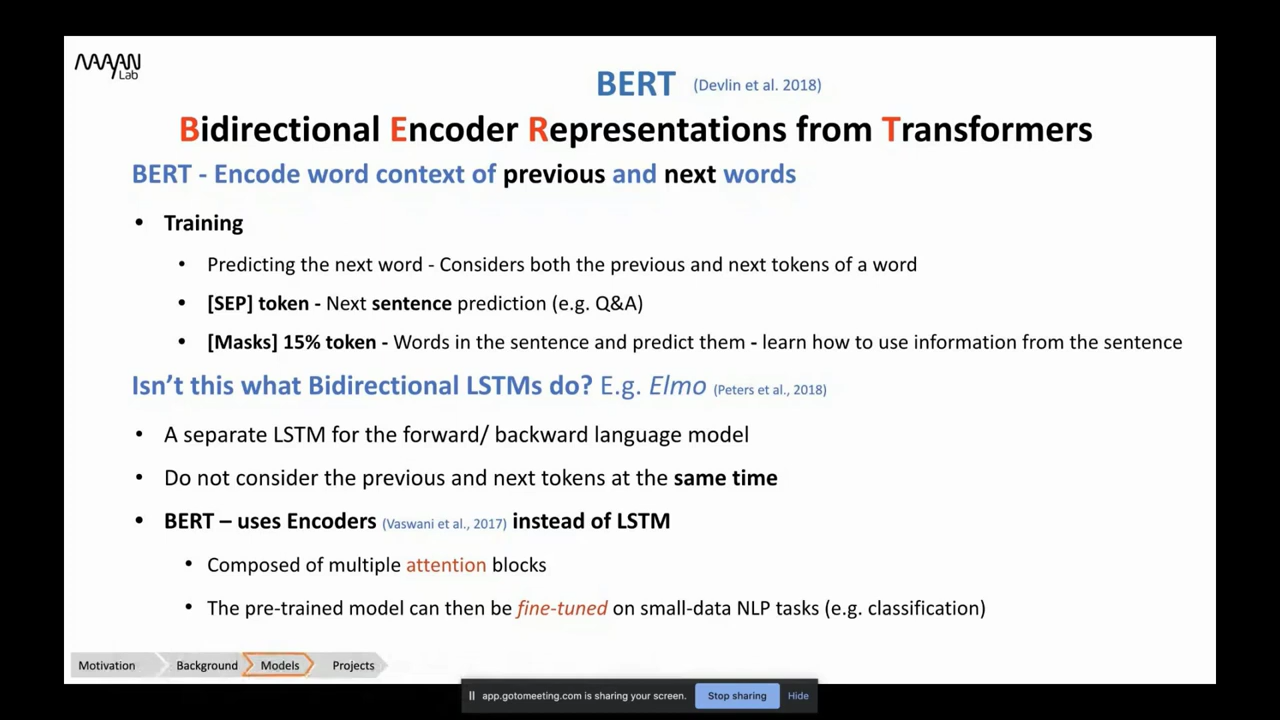 MAAYAN
Lab
BERT (Devlin et al. 2018)
Bidirectional Encoder Representations from Transformers
BERT - Encode word context of previous and next words
• Training
• Predicting the next word - Considers both the previous and next tokens of a word
• [SEP] token - Next sentence prediction (e.g. Q&A)
• [Masks] 15% token - Words in the sentence and predict them - learn how to use information from the sentence
Isn't this what Bidirectional LSTMs do? E.g. Elmo (Peters et al., 2018)
• A separate LSTM for the forward/ backward language model
• Do not consider the previous and next tokens at the same time
• BERT – uses Encoders (Vaswani et al., 2017) instead of LSTM
• Composed of multiple attention blocks
• The pre-trained model can then be fine-tuned on small-data NLP tasks (e.g. classification)
Motivation Background Models Projects
app.gotomeeting.com is sharing your screen. Stop sharing Hide